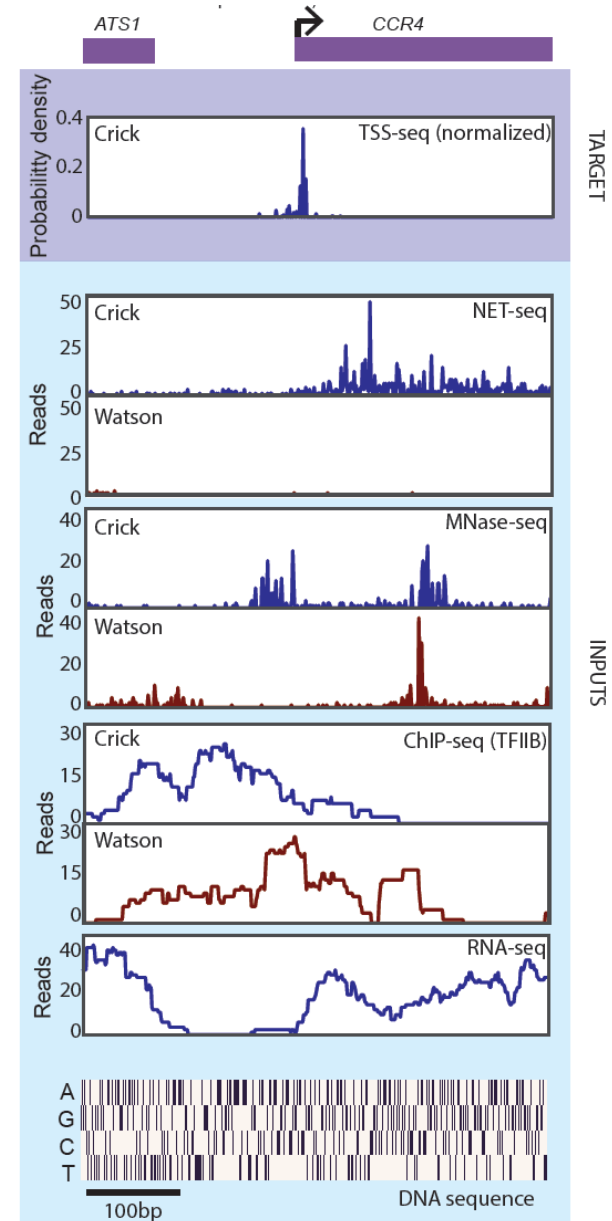 ATS1 CCR4
Probability density
0.4
0.2
0
Crick TSS-seq (normalized)
TARGET
Reads
50
25
0
Crick NET-seq
50
25
0
Watson
Reads
40
20
0
Crick MNase-seq
40
20
0
Watson
INPUTS
Reads
30
15
0
Crick ChIP-seq (TFIIB)
30
15
0
Watson
Reads
40
20
0
RNA-seq
A
G
C
T
100bp
DNA sequence